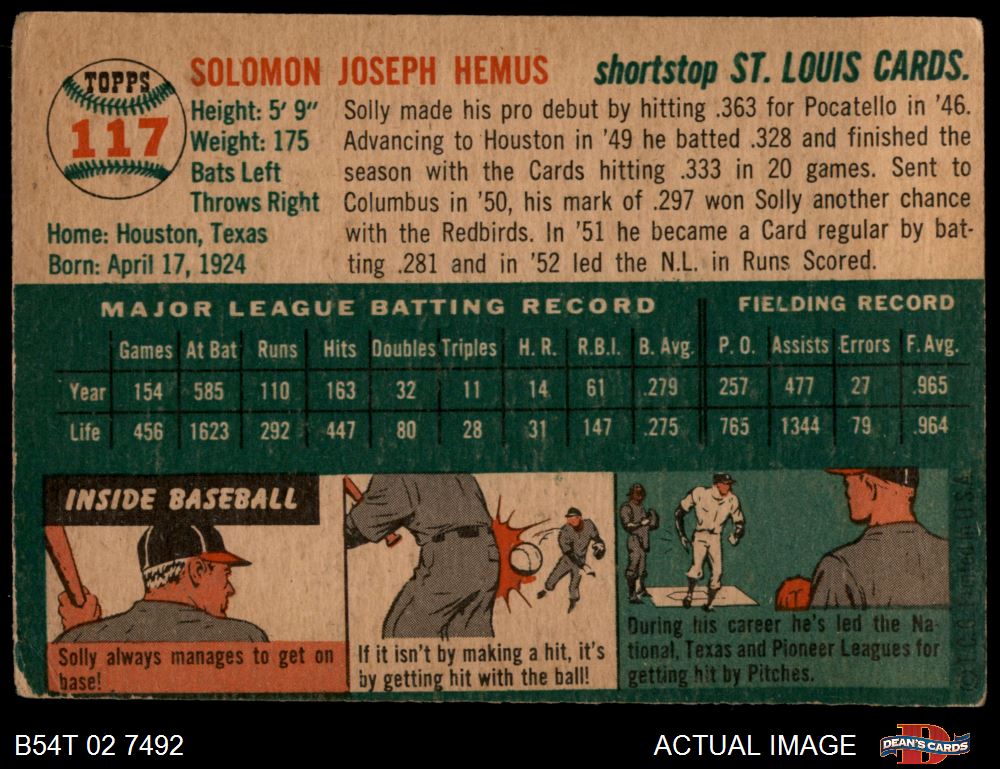 TOPPS
117
SOLOMON JOSEPH HEMUS
shortstop ST. LOUIS CARDS.
Height: 5' 9"
Weight: 175
Bats Left
Throws Right
Home: Houston, Texas
Born: April 17, 1924
Solly made his pro debut by hitting .363 for Pocatello in '46.
Advancing to Houston in '49 he batted .328 and finished the
season with the Cards hitting .333 in 20 games. Sent to
Columbus in '50, his mark of .297 won Solly another chance
with the Redbirds. In '51 he became a Card regular by bat-
ting .281 and in '52 led the N.L. in Runs Scored.
MAJOR LEAGUE BATTING RECORD FIELDING RECORD
Games At Bat Runs Hits Doubles Triples H. R. R.B.I. B. Avg. P. O. Assists Errors F. Avg.
Year 154 585 110 163 32 11 14 61 .279 257 477 27 .965
Life 456 1623 292 447 80 28 31 147 .275 765 1344 79 .964
INSIDE BASEBALL
Solly always manages to get on
base!
If it isn't by making a hit, it's
by getting hit with the ball!
During his career he's led the Na-
tional, Texas and Pioneer Leagues for
getting hit by Pitches.
B54T 02 7492
ACTUAL IMAGE
DEAN'S CARDS